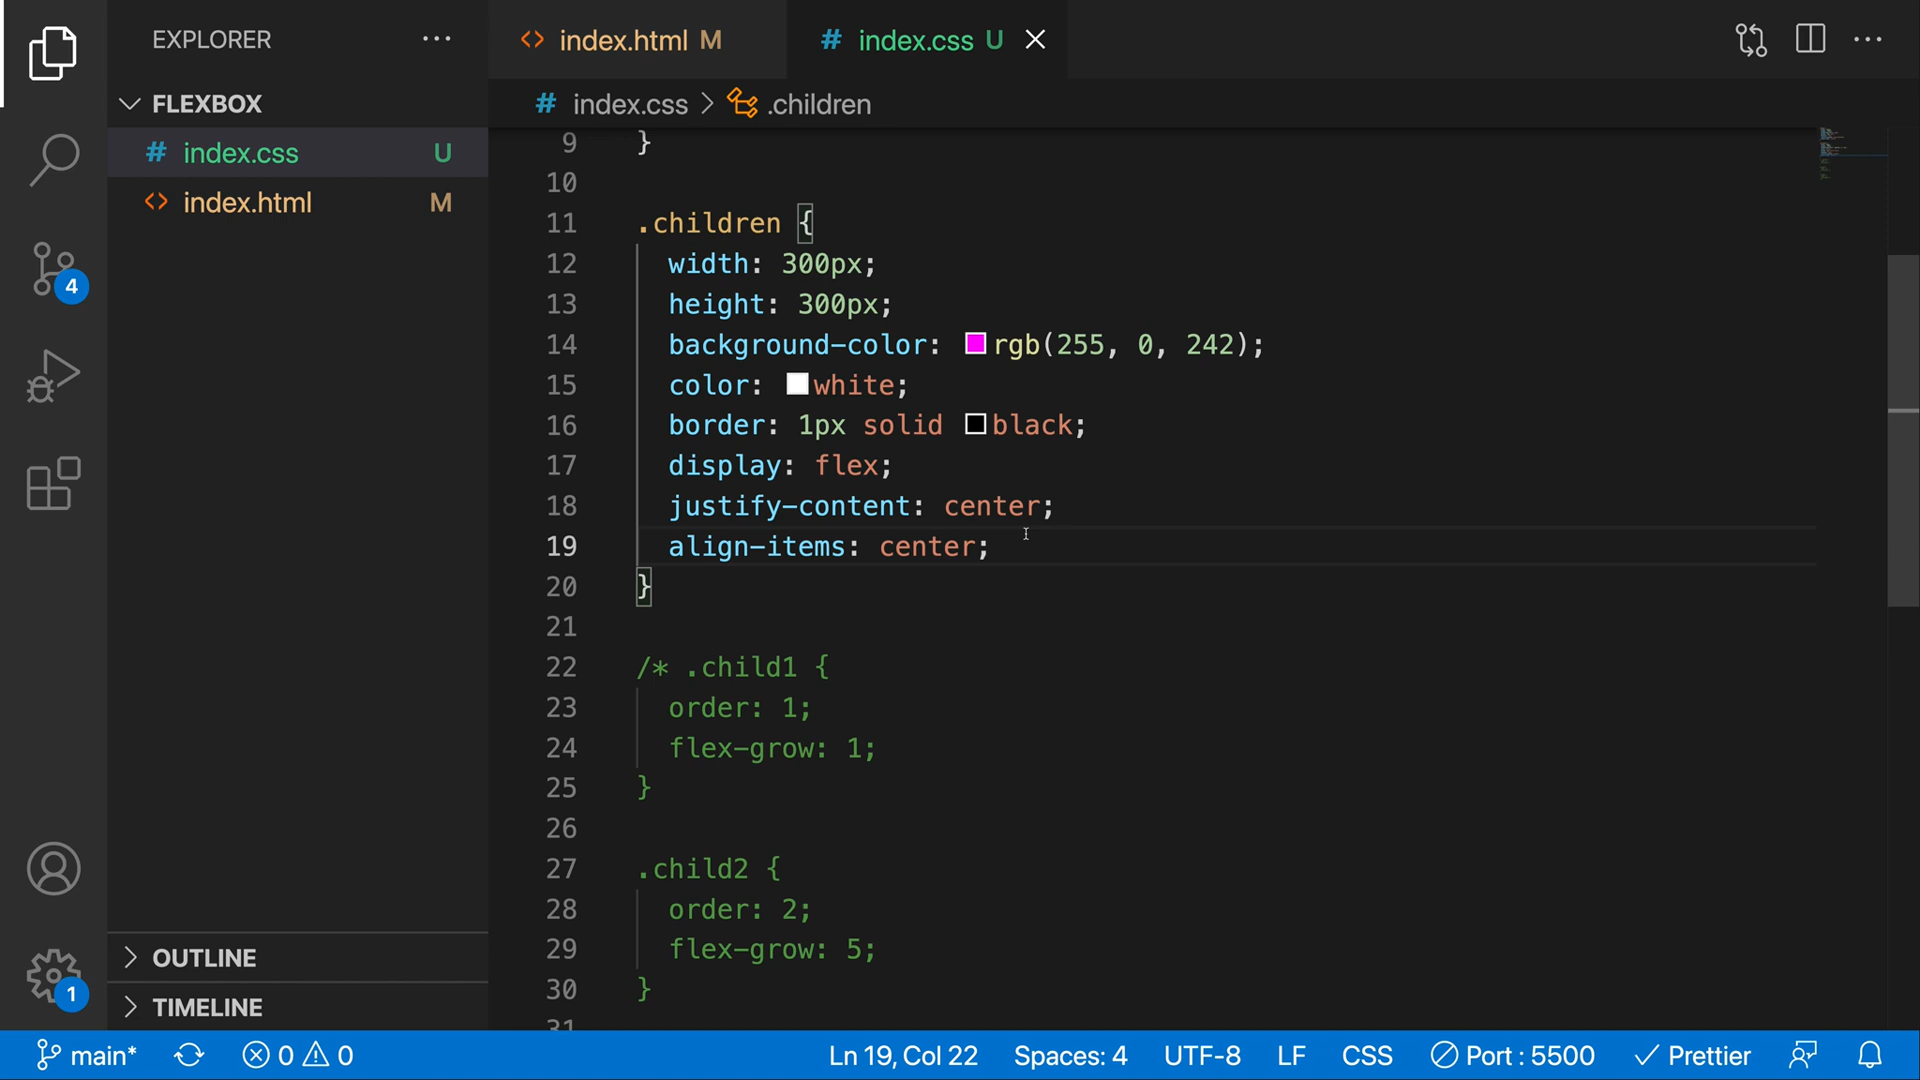 EXPLORER
index.html M
# index.css U
FLEXBOX
# index.css > .children
# index.css U
index.html M
4
9 }
10
11 .children {
12 width: 300px;
13 height: 300px;
14 background-color: rgb(255, 0, 242);
15 color: white;
16 border: 1px solid black;
17 display: flex;
18 justify-content: center;
19 align-items: center;
20 }
21
22 /* .child1 {
23 order: 1;
24 flex-grow: 1;
25 }
26
27 .child2 {
28 order: 2;
29 flex-grow: 5;
30 }
31
OUTLINE
TIMELINE
1
main* 0 0 Ln 19, Col 22 Spaces: 4 UTF-8 LF CSS Port : 5500 Prettier